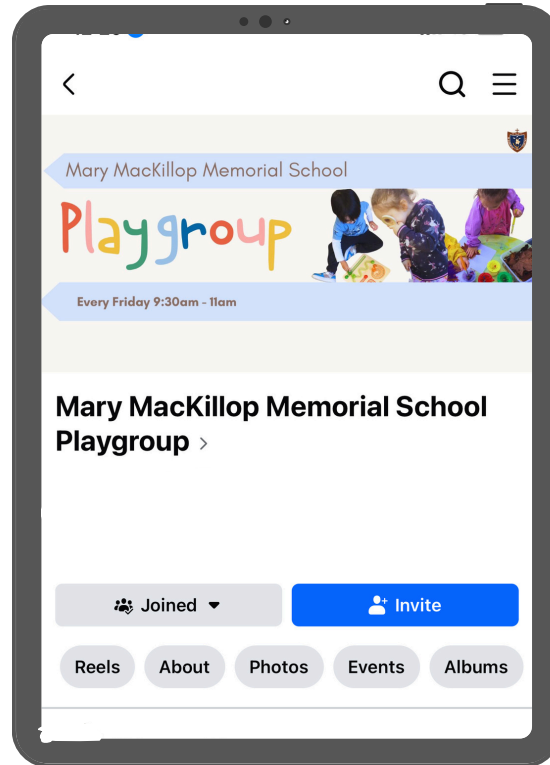 Mary MacKillop Memorial School
Playgroup
Every Friday 9:30am - 11am
Mary MacKillop Memorial School
Playgroup
Joined
Invite
Reels About Photos Events Albums